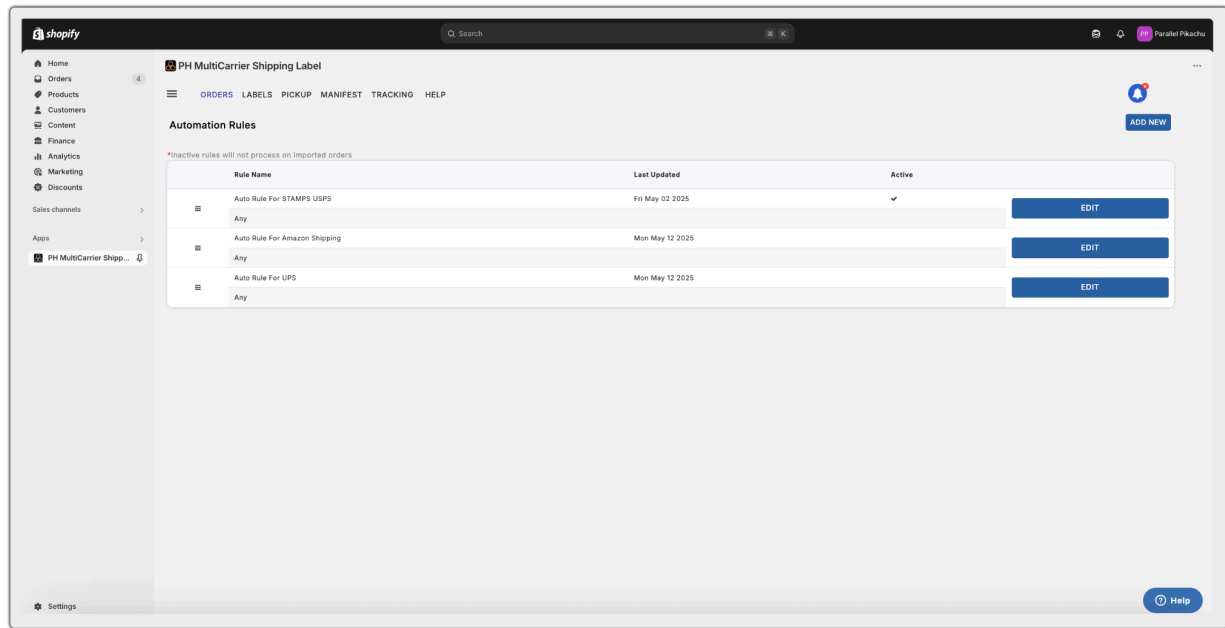 shopify
Search
⌘ K
PP Parallel Pikachu
Home
Orders 4
Products
Customers
Content
Finance
Analytics
Marketing
Discounts
Sales channels
Apps
PH MultiCarrier Shipp...
Settings
PH MultiCarrier Shipping Label
ORDERS LABELS PICKUP MANIFEST TRACKING HELP
Automation Rules
ADD NEW
*Inactive rules will not process on imported orders
Rule Name Last Updated Active
Auto Rule For STAMPS USPS Fri May 02 2025
Any
EDIT
Auto Rule For Amazon Shipping Mon May 12 2025
Any
EDIT
Auto Rule For UPS Mon May 12 2025
Any
EDIT
Help